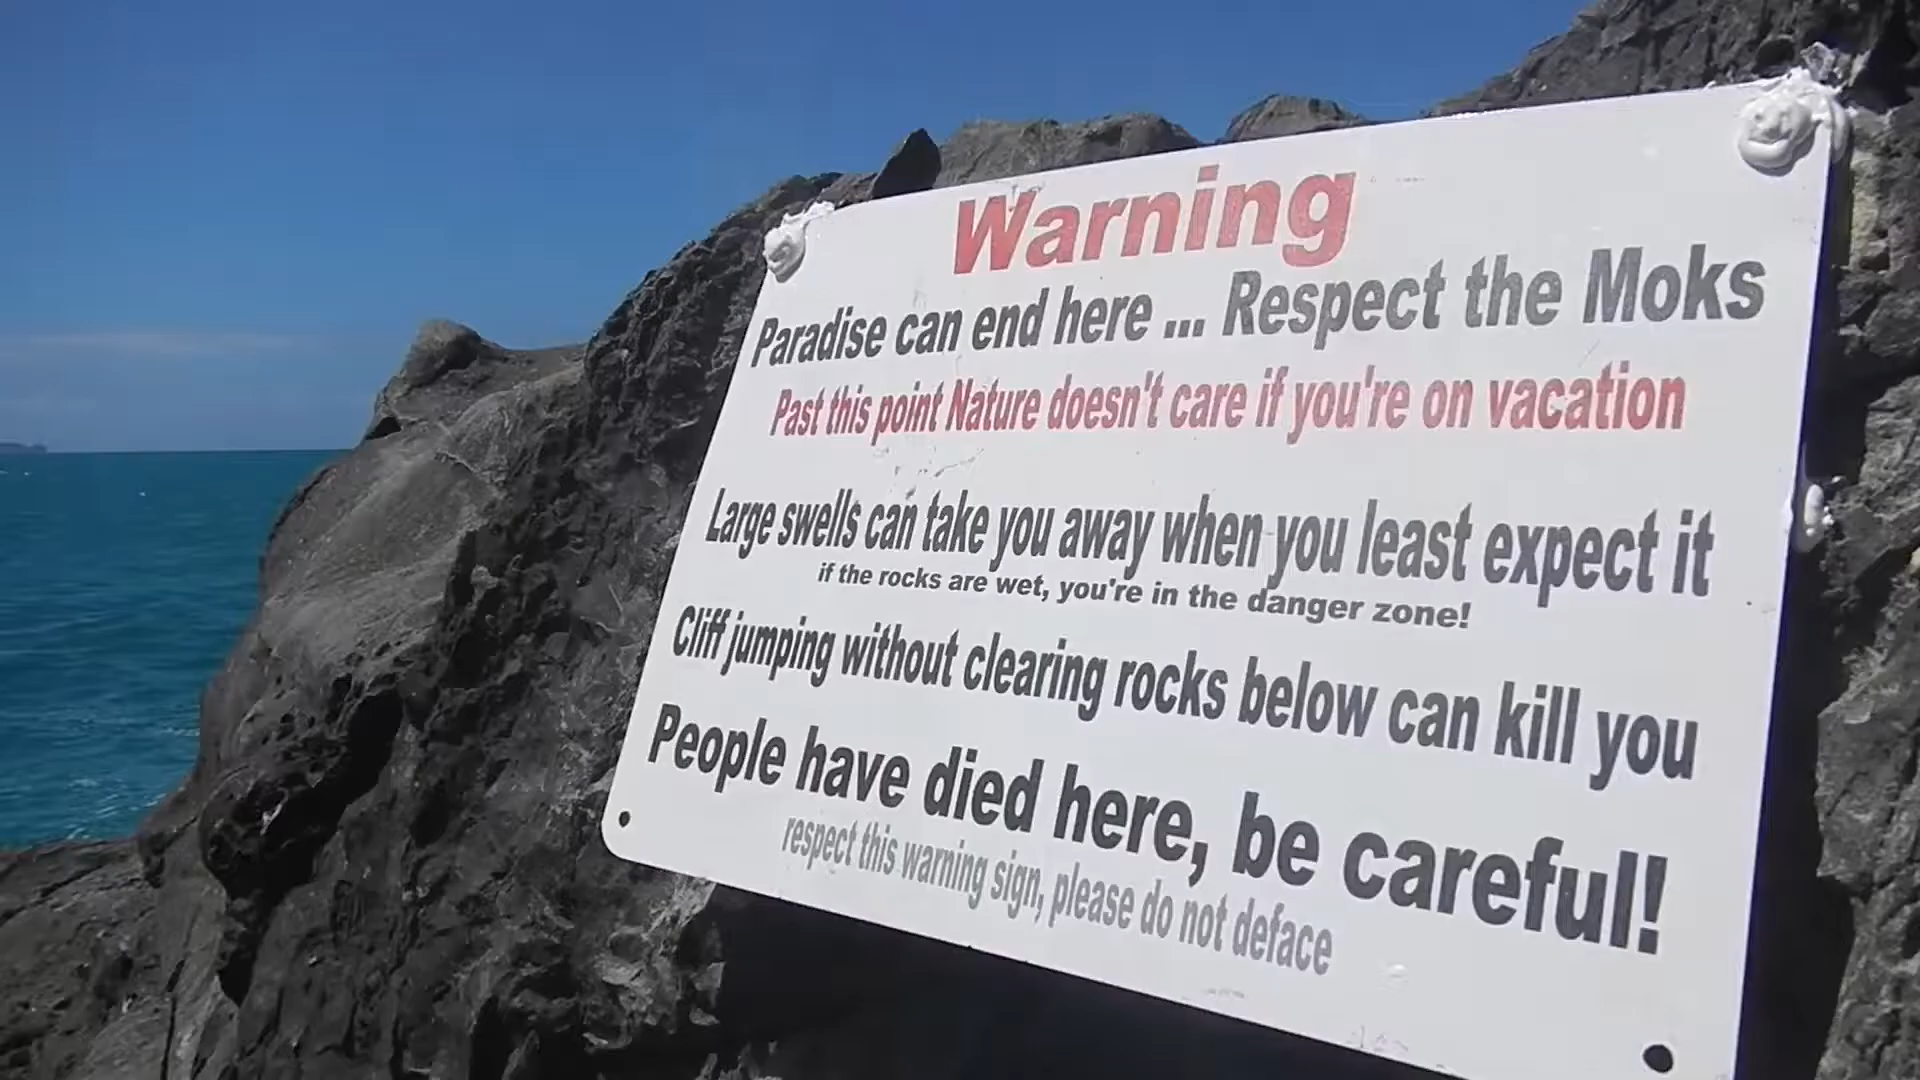 Warning
Paradise can end here ... Respect the Moks
Past this point Nature doesn't care if you're on vacation
Large swells can take you away when you least expect it
if the rocks are wet, you're in the danger zone!
Cliff jumping without clearing rocks below can kill you
People have died here, be careful!
respect this warning sign, please do not deface